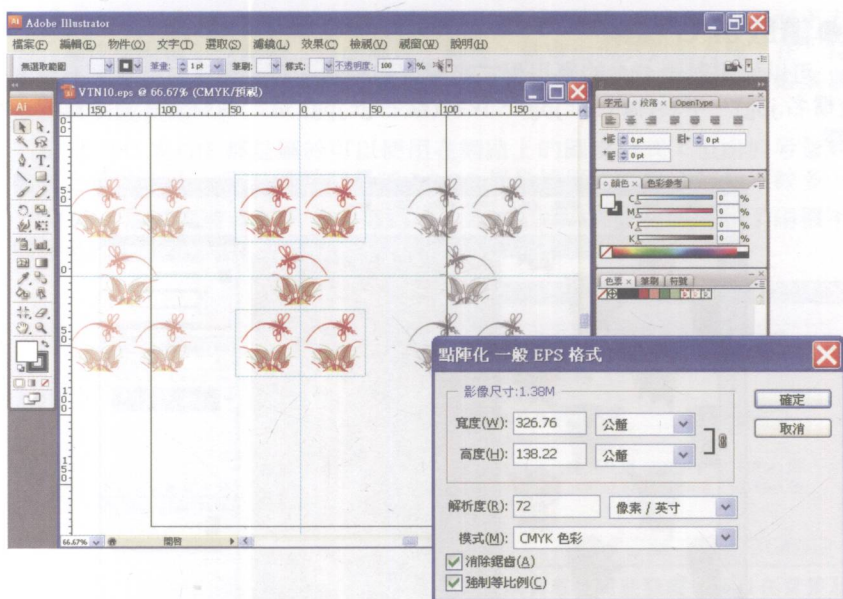 Adobe Illustrator
檔案(F) 編輯(E) 物件(O) 文字(T) 選取(S) 濾鏡(L) 效果(C) 檢視(V) 視窗(W) 說明(H)
無選取範圍 筆畫: 1 pt 筆刷: 樣式: 不透明度: 100 %
VTN10.eps @ 66.67% (CMYK/預視)
150 100 50 0 50 100 150
Ai
字元 段落 × OpenType
0 pt 0 pt
0 pt
顏色 × 色彩參考
C 0 %
M 0 %
Y 0 %
K 0 %
色票 × 筆刷 符號
66.67% 開啓
點陣化 一般 EPS 格式
影像尺寸:1.38M
寬度(W): 326.76 公釐
高度(H): 138.22 公釐
解析度(R): 72 像素 / 英寸
模式(M): CMYK 色彩
消除鋸齒(A)
強制等比例(C)
確定
取消